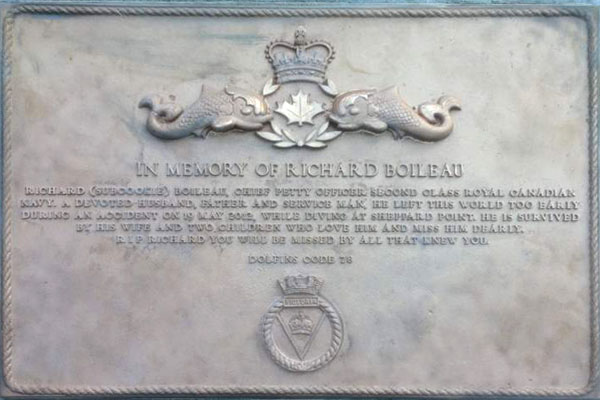 IN MEMORY OF RICHARD BOILEAU
RICHARD (SUBCOOKIE) BOILEAU, CHIEF PETTY OFFICER SECOND CLASS ROYAL CANADIAN
NAVY. A DEVOTED HUSBAND, FATHER AND SERVICE MAN, HE LEFT THIS WORLD TOO EARLY
DURING AN ACCIDENT ON 19 MAY 2012, WHILE DIVING AT SHEPPARD POINT. HE IS SURVIVED
BY HIS WIFE AND TWO CHILDREN WHO LOVE HIM AND MISS HIM DEARLY.
R.I.P RICHARD YOU WILL BE MISSED BY ALL THAT KNEW YOU.
DOLFINS CODE 78